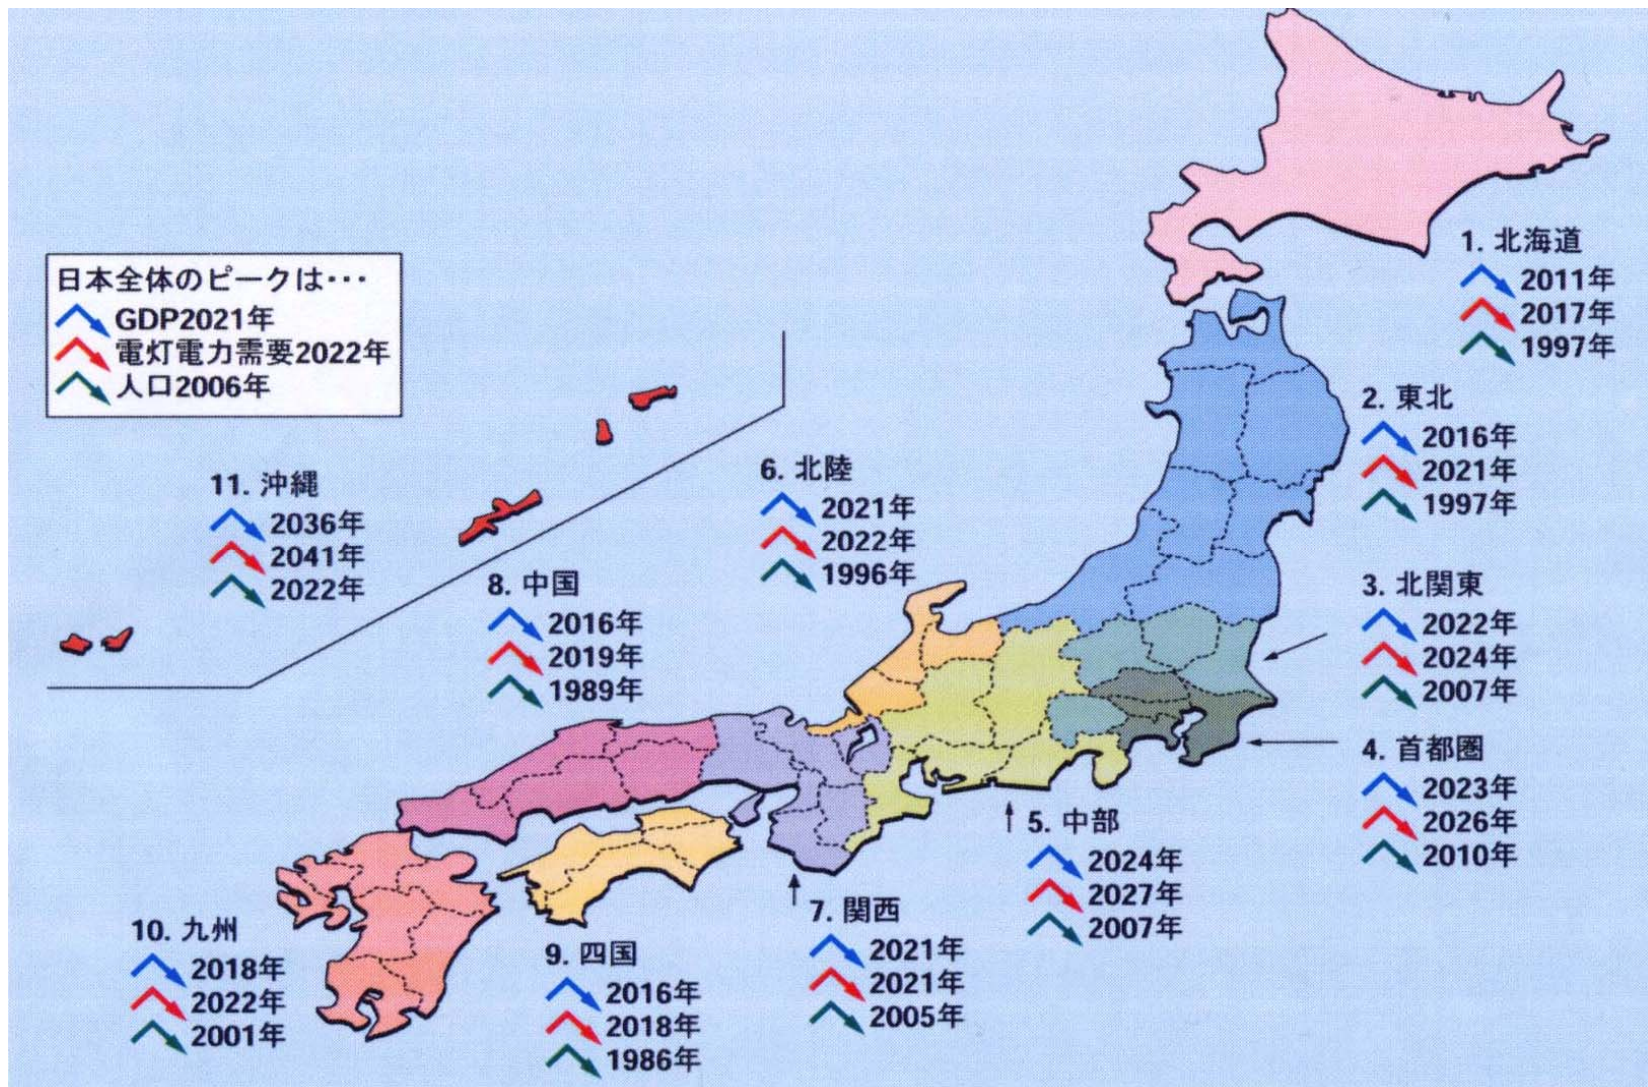 日本全体のピークは･･･
GDP2021年
電灯電力需要2022年
人口2006年
1. 北海道
2011年
2017年
1997年
2. 東北
2016年
2021年
1997年
3. 北関東
2022年
2024年
2007年
4. 首都圏
2023年
2026年
2010年
5. 中部
2024年
2027年
2007年
6. 北陸
2021年
2022年
1996年
7. 関西
2021年
2021年
2005年
8. 中国
2016年
2019年
1989年
9. 四国
2016年
2018年
1986年
10. 九州
2018年
2022年
2001年
11. 沖縄
2036年
2041年
2022年